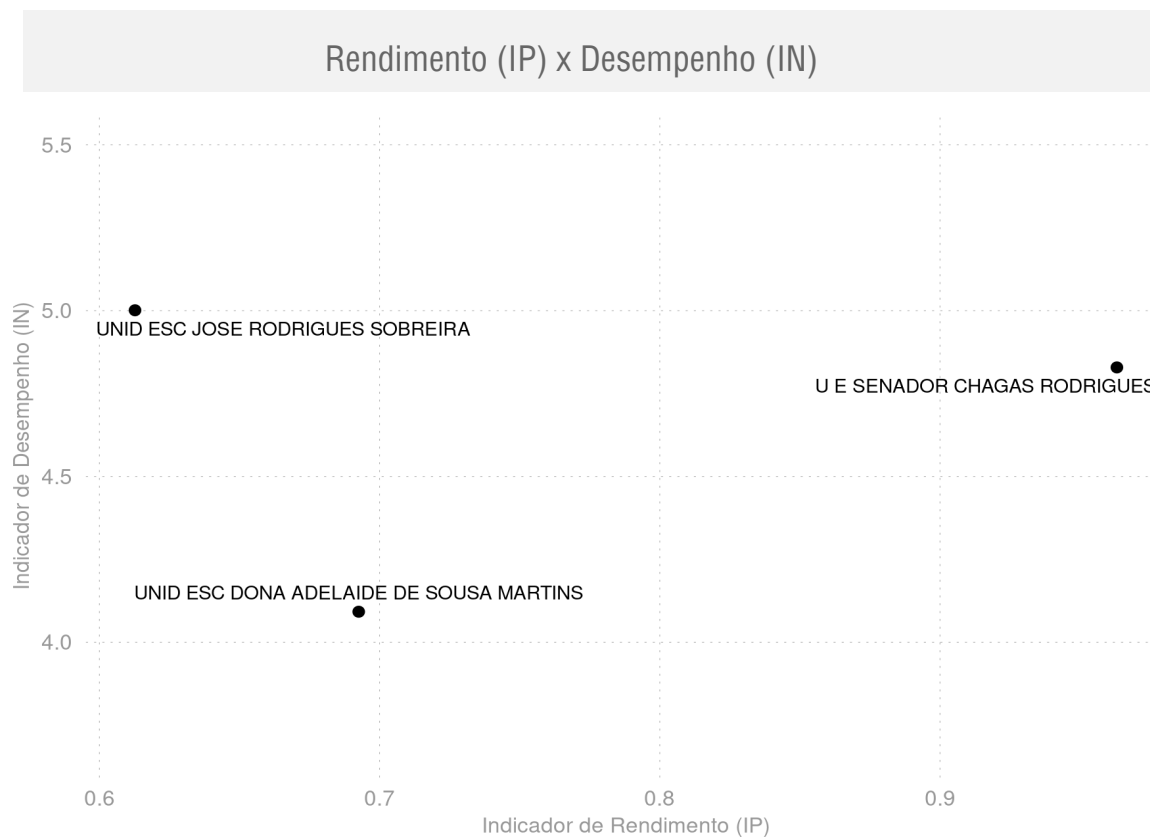 Rendimento (IP) x Desempenho (IN)
5.5
5.0
UNID ESC JOSE RODRIGUES SOBREIRA
U E SENADOR CHAGAS RODRIGUES
4.5
UNID ESC DONA ADELAIDE DE SOUSA MARTINS
4.0
Indicador de Desempenho (IN)
0.6 0.7 0.8 0.9
Indicador de Rendimento (IP)